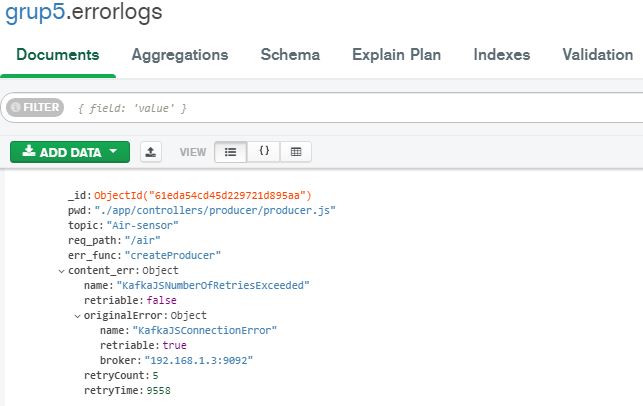 grup5.errorlogs
Documents Aggregations Schema Explain Plan Indexes Validation
FILTER { field: 'value' }
ADD DATA VIEW {}
_id: ObjectId("61eda54cd45d229721d895aa")
pwd: "./app/controllers/producer/producer.js"
topic: "Air-sensor"
req_path: "/air"
err_func: "createProducer"
content_err: Object
name: "KafkaJSNumberOfRetriesExceeded"
retriable: false
originalError: Object
name: "KafkaJSConnectionError"
retriable: true
broker: "192.168.1.3:9092"
retryCount: 5
retryTime: 9558